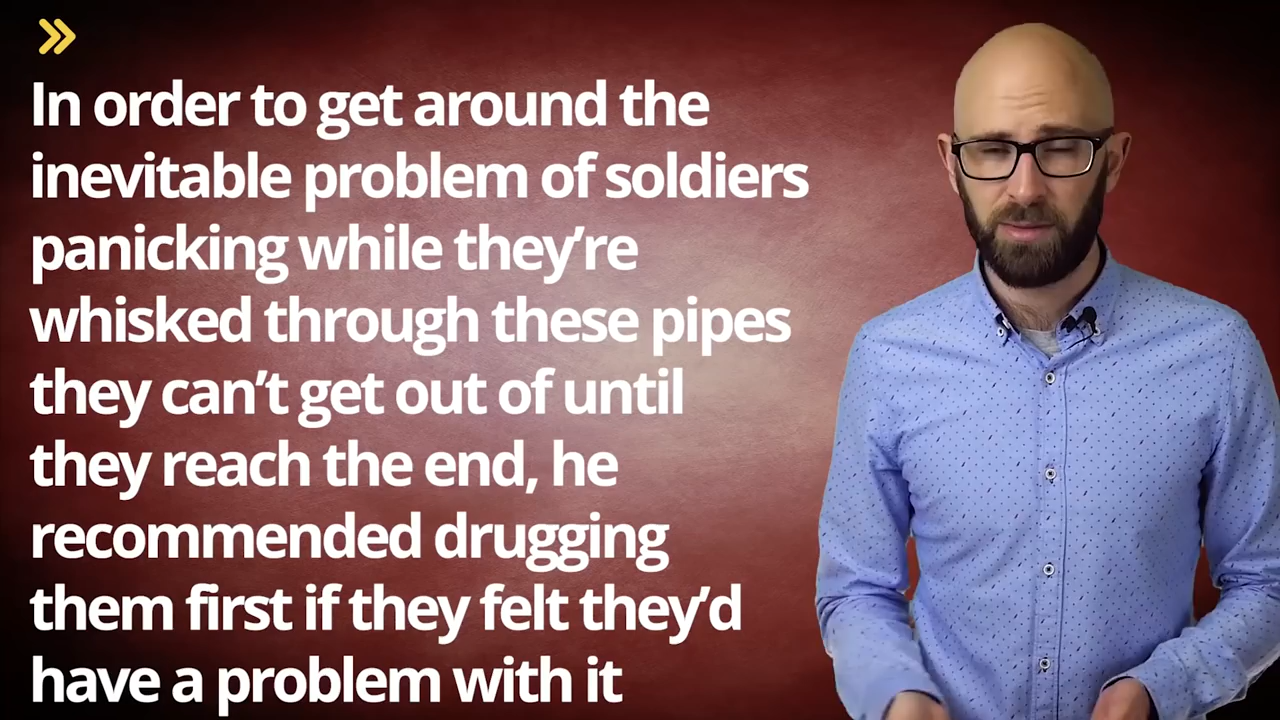 In order to get around the
inevitable problem of soldiers
panicking while they’re
whisked through these pipes
they can’t get out of until
they reach the end, he
recommended drugging
them first if they felt they’d
have a problem with it